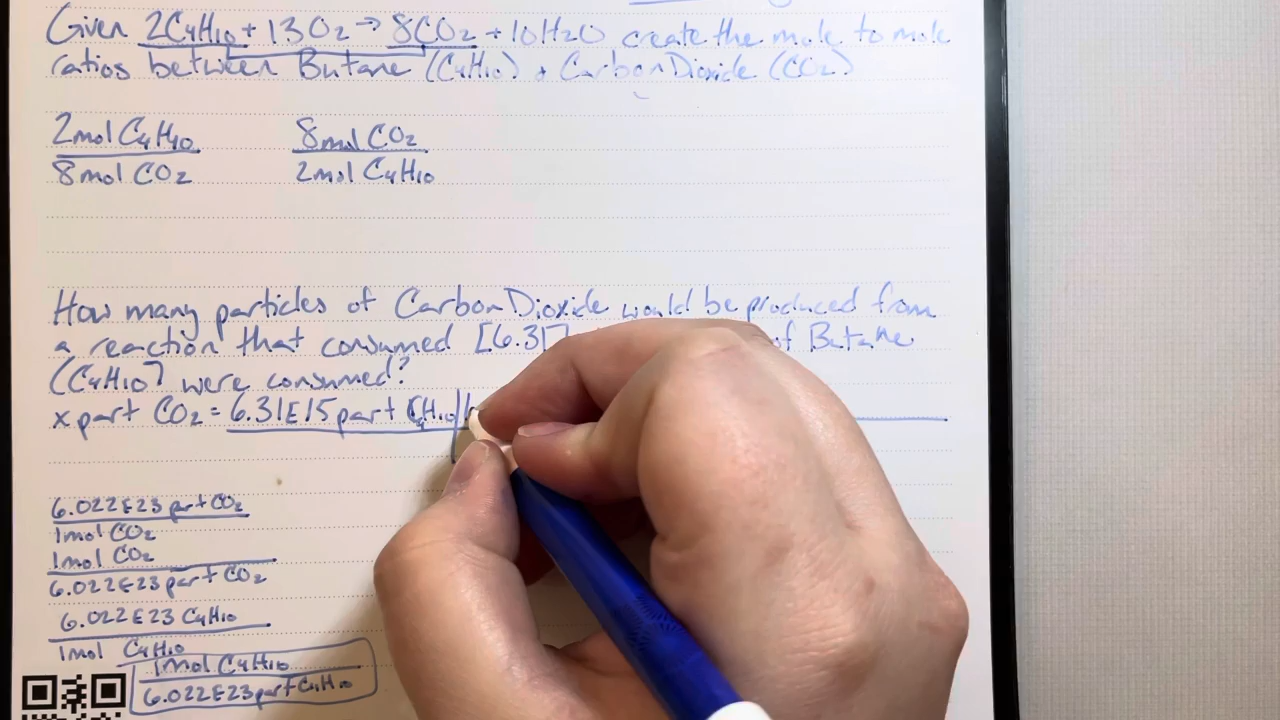 Given 2C4H10 + 13O2 → 8CO2 + 10H2O create the mole to mole
ratios between Butane (C4H10) & Carbon Dioxide (CO2)
2mol C4H10
8mol CO2
8mol CO2
2mol C4H10
How many particles of Carbon Dioxide would be produced from
a reaction that consumed [6.31 of Butane
(C4H10] were consumed?
x part CO2 = 6.31E15 part C4H10
6.022E23 part CO2
1mol CO2
1mol CO2
6.022E23 part CO2
6.022E23 C4H10
1mol C4H10
1mol C4H10
6.022E23 part C4H10